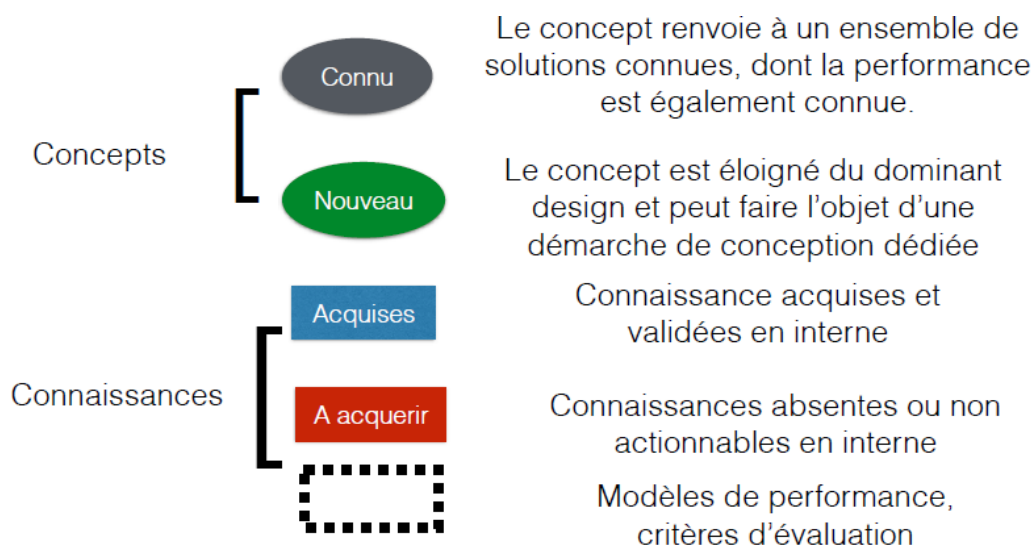 Le concept renvoie à un ensemble de
solutions connues, dont la performance
est également connue.
Connu
Concepts
Nouveau
Le concept est éloigné du dominant
design et peut faire l'objet d'une
démarche de conception dédiée
Acquises
Connaissance acquises et
validées en interne
Connaissances
A acquerir
Connaissances absentes ou non
actionnables en interne
Modèles de performance,
critères d'évaluation